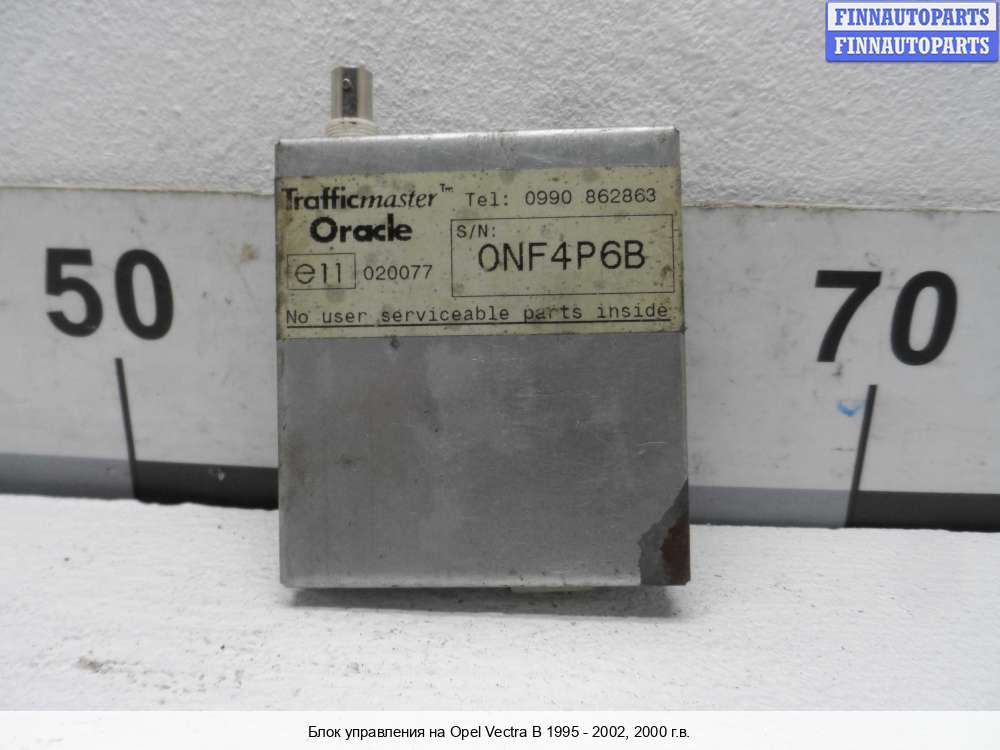 FINNAUTOPARTS
FINNAUTOPARTS
Trafficmaster™ Tel: 0990 862863
Oracle
S/N:
ONF4P6B
e11 020077
No user serviceable parts inside
50
70
Блок управления на Opel Vectra B 1995 - 2002, 2000 г.в.